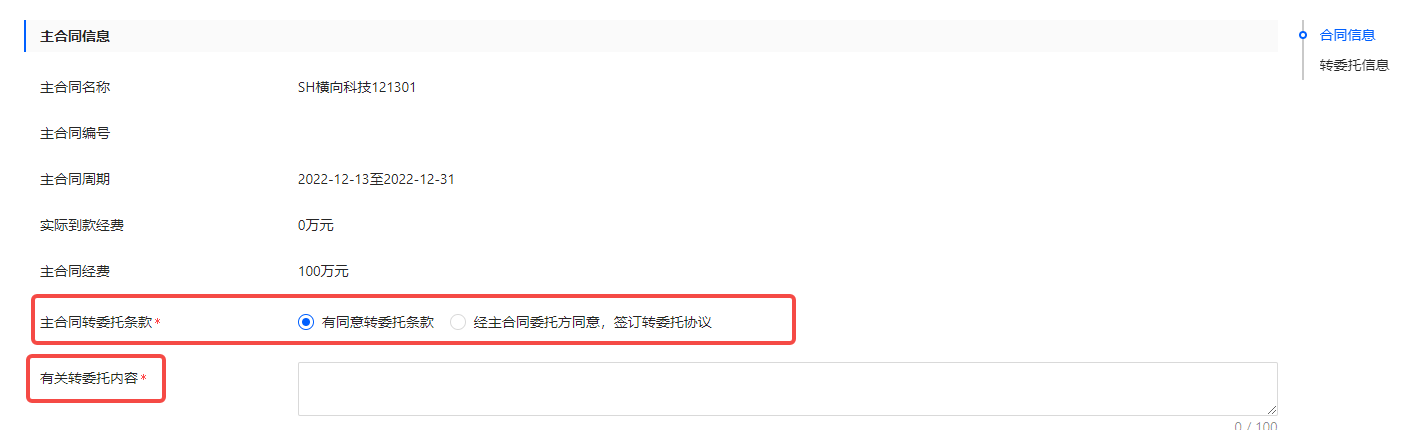 主合同信息
合同信息
转委托信息
主合同名称 SH横向科技121301
主合同编号
主合同周期 2022-12-13至2022-12-31
实际到款经费 0万元
主合同经费 100万元
主合同转委托条款* 有同意转委托条款 经主合同委托方同意，签订转委托协议
有关转委托内容*
0 / 100